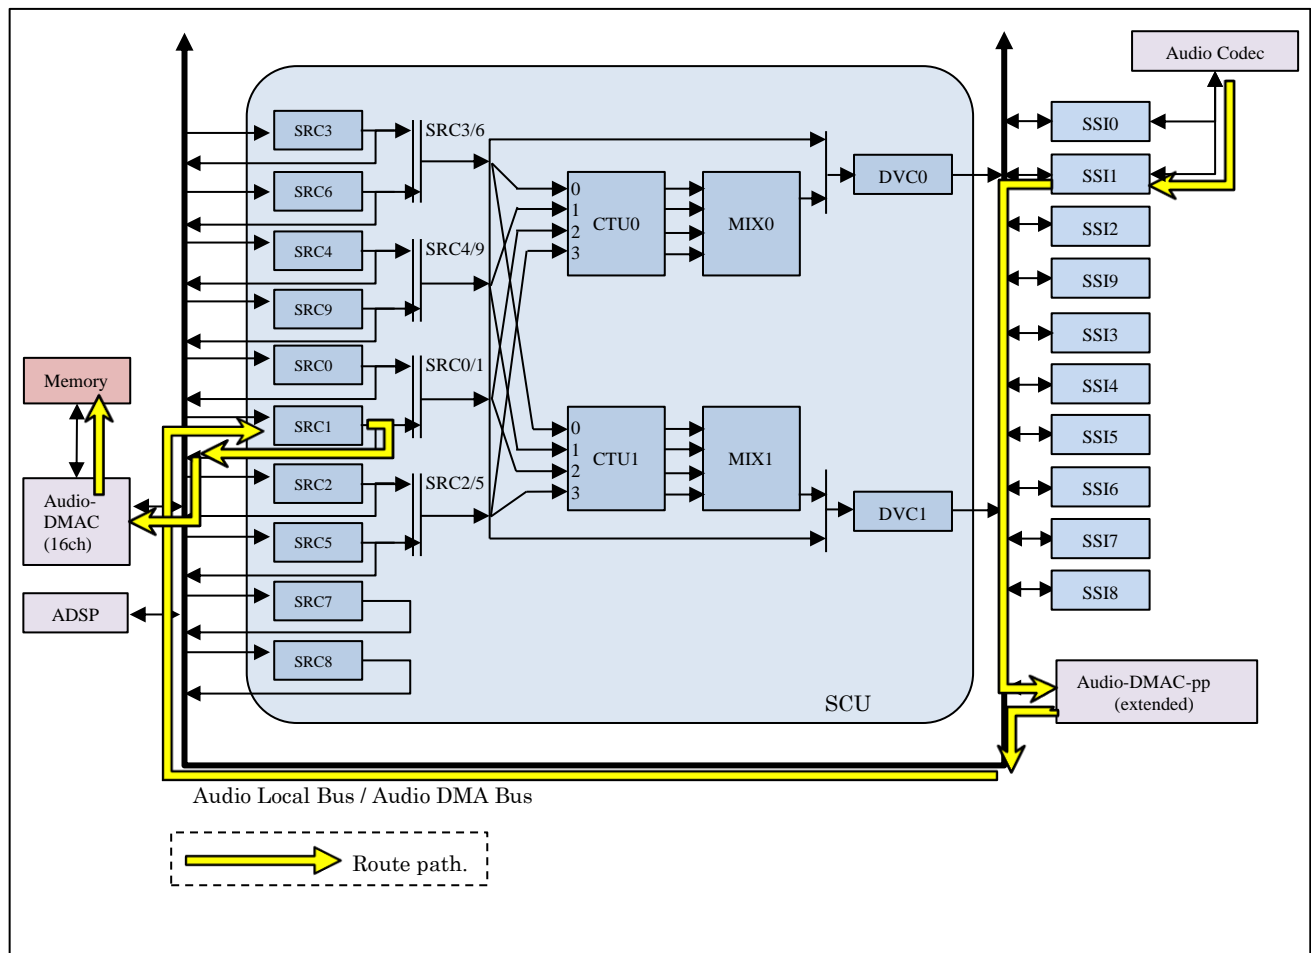 Audio Codec
SRC3
SRC3/6
SSI0
SSI1
DVC0
SRC6
0
1
2
3
CTU0
MIX0
SSI2
SRC4
SRC4/9
SSI9
SRC9
SSI3
SRC0
SRC0/1
Memory
SSI4
SRC1
0
1
2
3
CTU1
MIX1
SSI5
SRC2
SRC2/5
SSI6
Audio-
DMAC
(16ch)
DVC1
SRC5
SSI7
SRC7
SSI8
ADSP
SRC8
Audio-DMAC-pp
(extended)
SCU
Audio Local Bus / Audio DMA Bus
Route path.